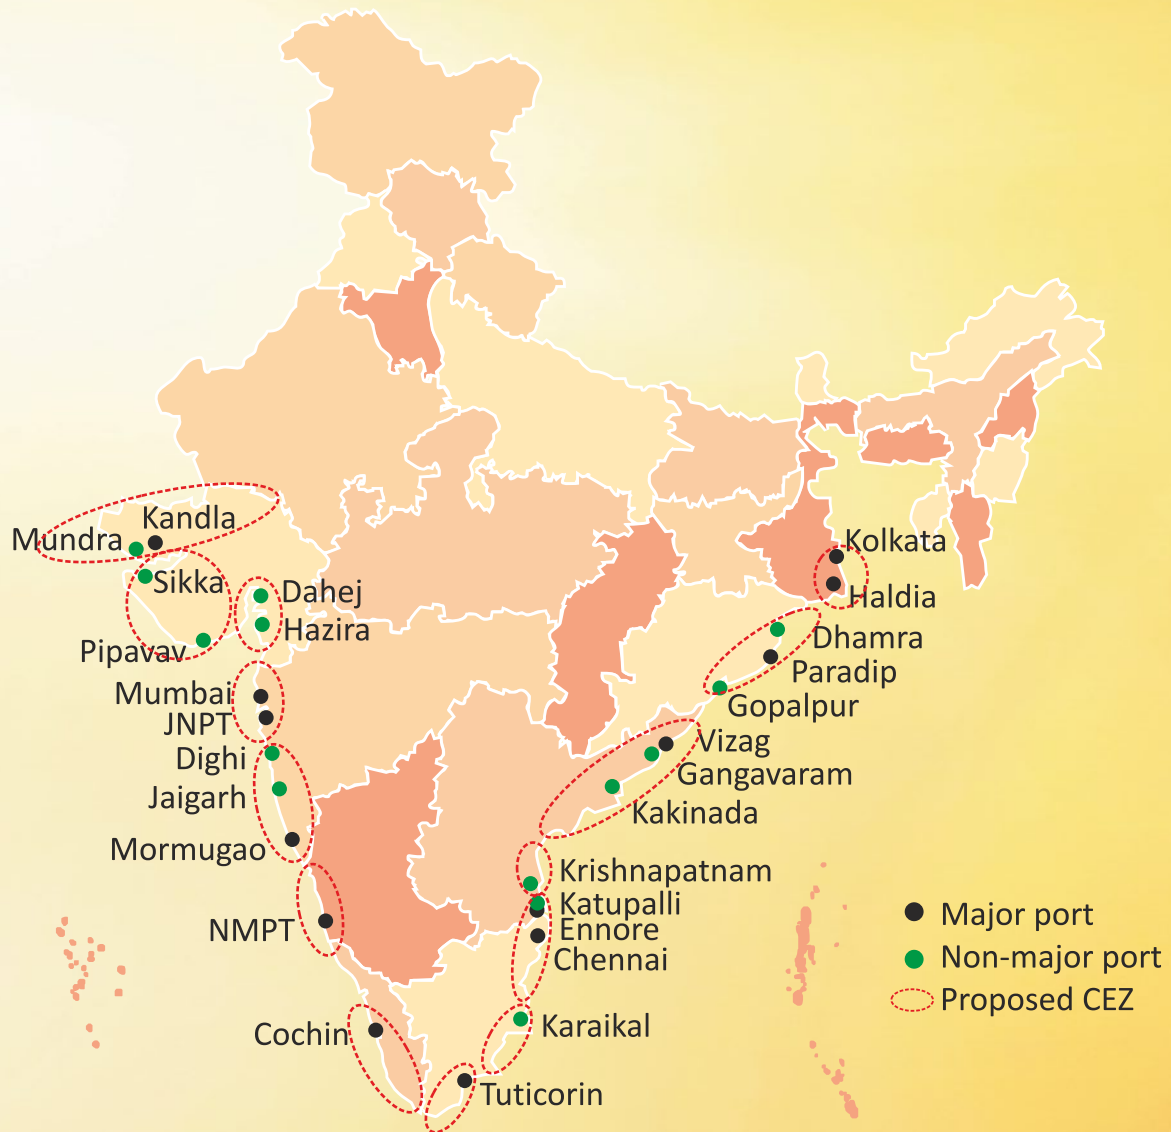 Kandla
Mundra
Sikka
Dahej
Hazira
Pipavav
Mumbai
JNPT
Dighi
Jaigarh
Mormugao
NMPT
Cochin
Kolkata
Haldia
Dhamra
Paradip
Gopalpur
Vizag
Gangavaram
Kakinada
Krishnapatnam
Katupalli
Ennore
Chennai
Karaikal
Tuticorin
Major port
Non-major port
Proposed CEZ